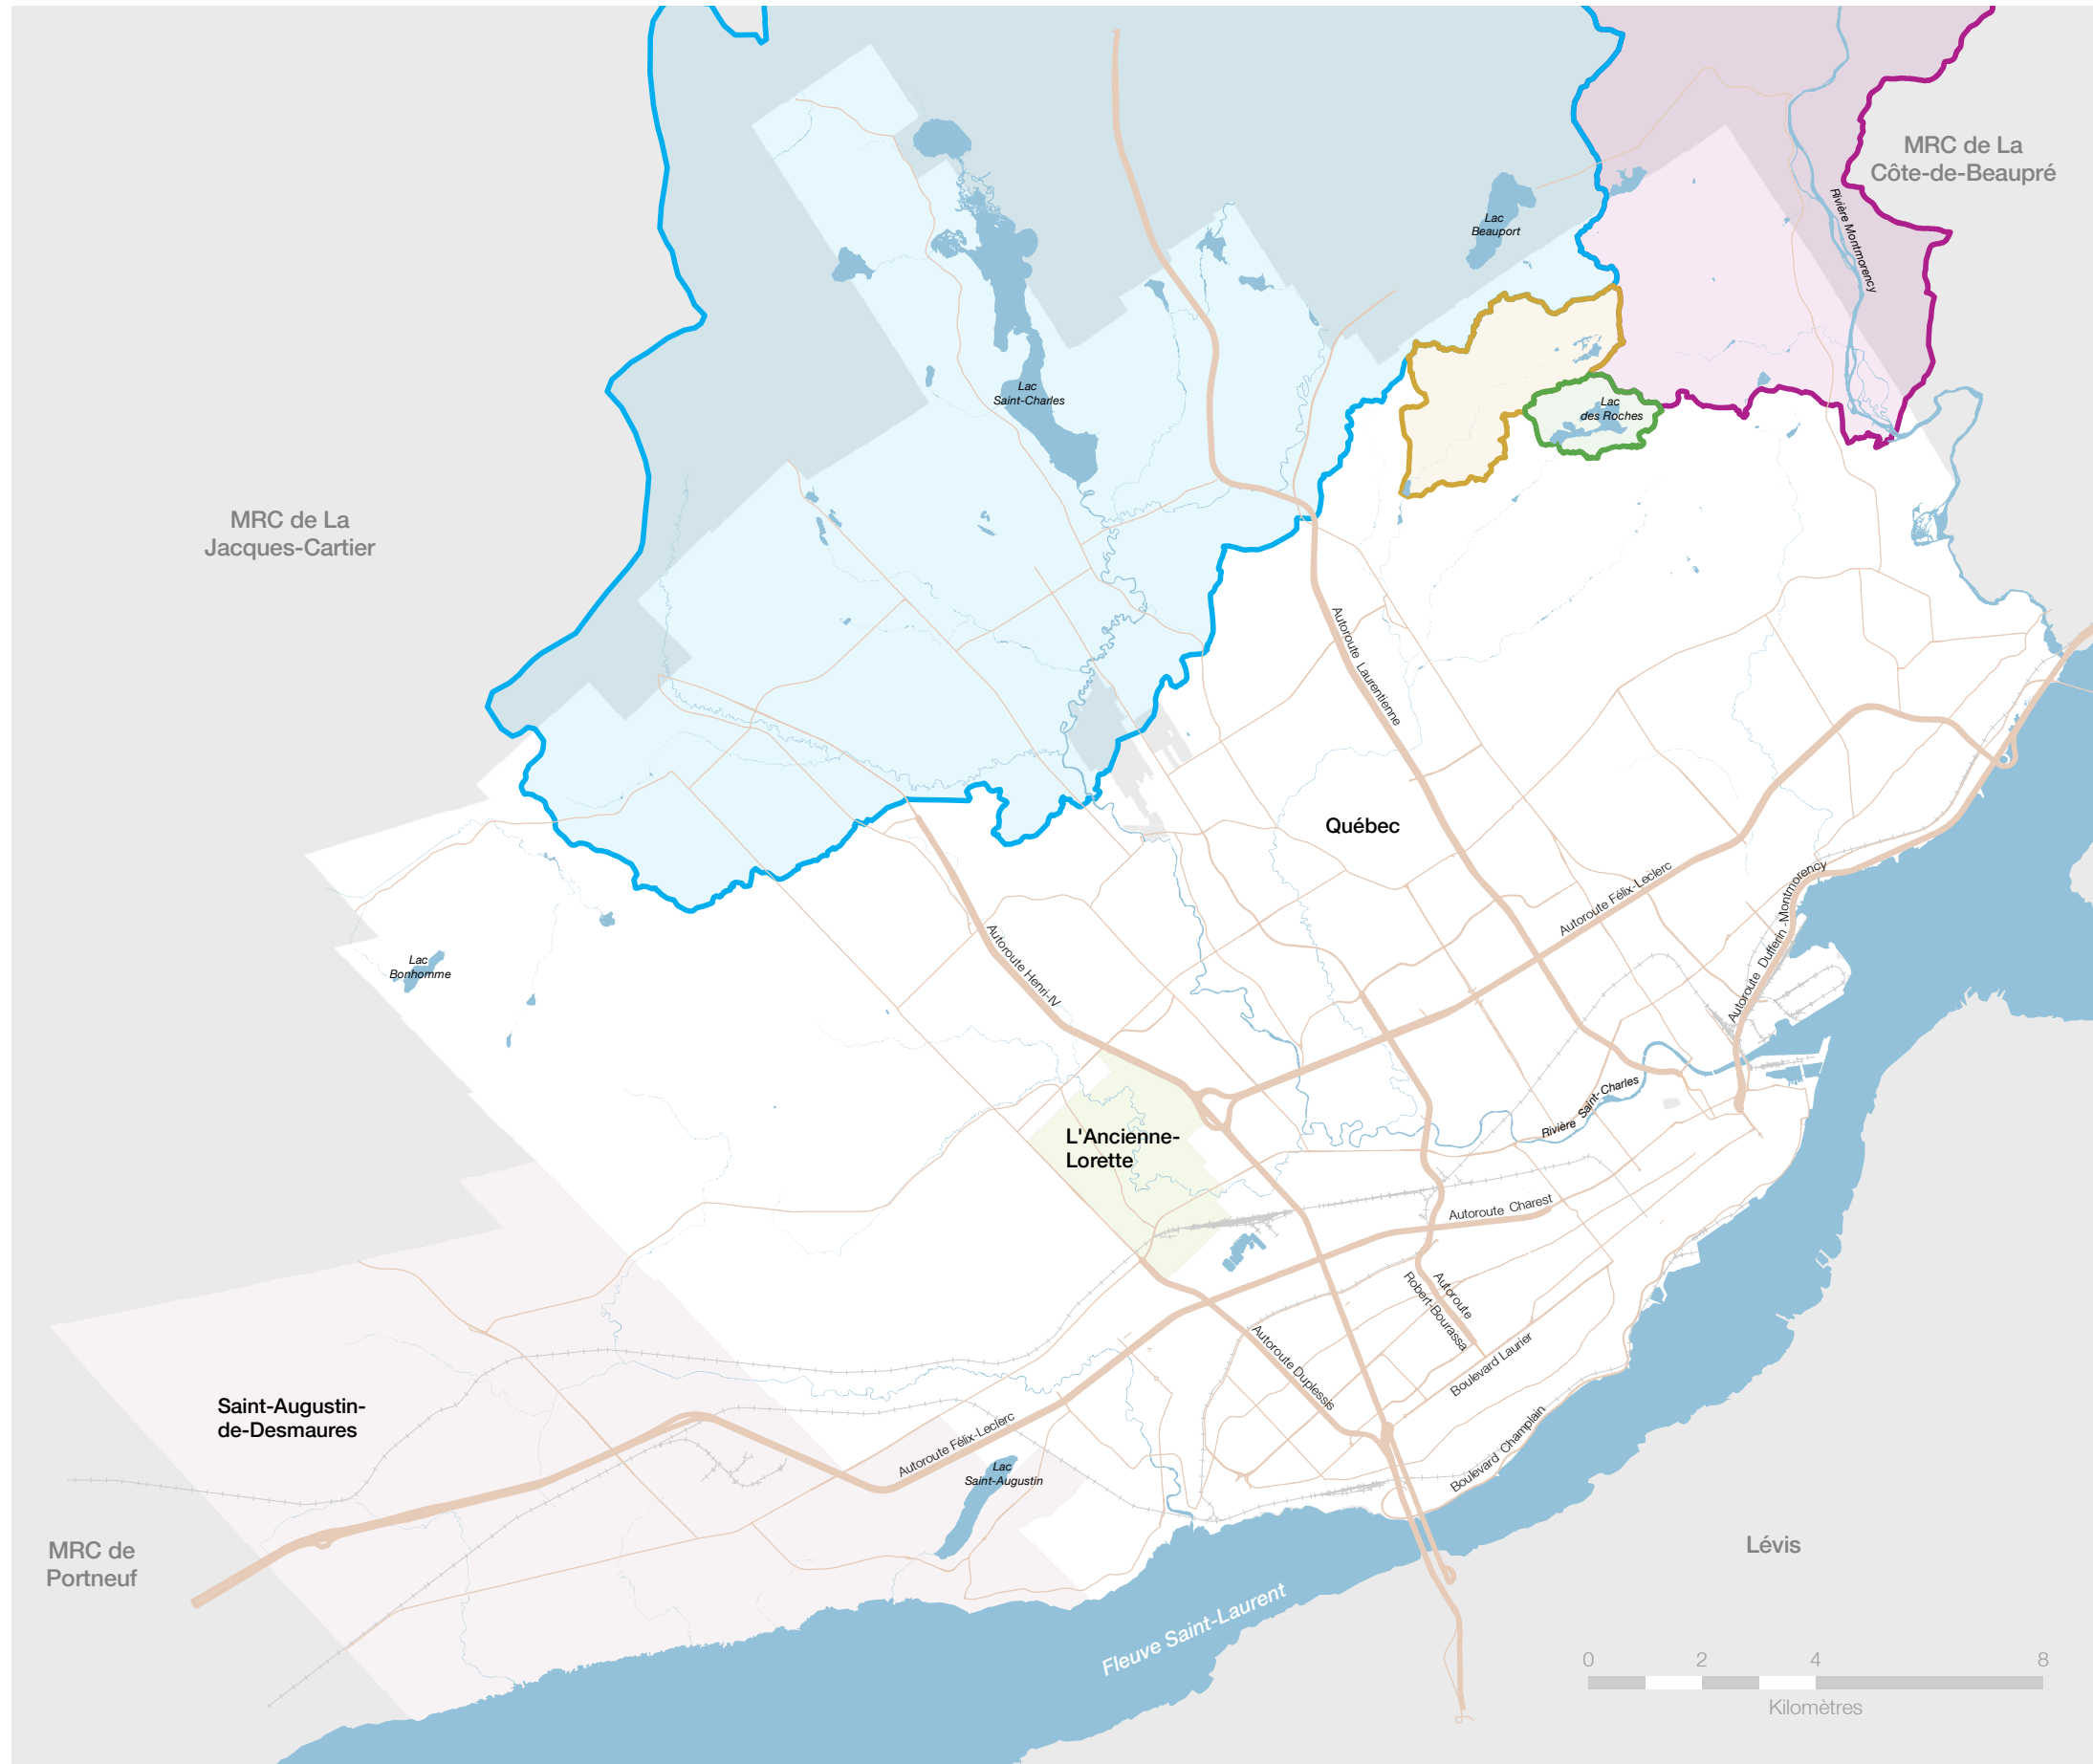 MRC de La
Côte-de-Beaupré
Rivière Montmorency
Lac
Beauport
Lac
Saint-Charles
Lac
des Roches
MRC de La
Jacques-Cartier
Autoroute Laurentienne
Québec
Autoroute Félix-Leclerc
Autoroute Dufferin -Montmorency
Lac
Bonhomme
Autoroute Henri-IV
Rivière Saint-Charles
L'Ancienne-
Lorette
Autoroute Charest
Autoroute
Robert-Bourassa
Autoroute Duplessis
Boulevard Laurier
Saint-Augustin-
de-Desmaures
Autoroute Félix-Leclerc
Boulevard Champlain
Lac
Saint-Augustin
MRC de
Portneuf
Lévis
Fleuve Saint-Laurent
0 2 4 8
Kilomètres